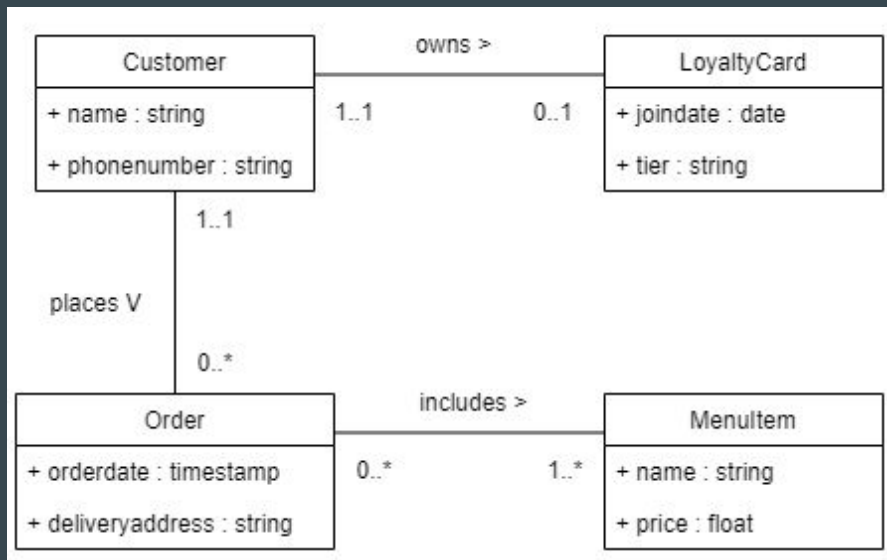 Customer
owns >
LoyaltyCard
+ name : string
+ phonenumber : string
1..1
0..1
+ joindate : date
+ tier : string
1..1
places V
0..*
Order
includes >
MenuItem
+ orderdate : timestamp
+ deliveryaddress : string
0..*
1..*
+ name : string
+ price : float